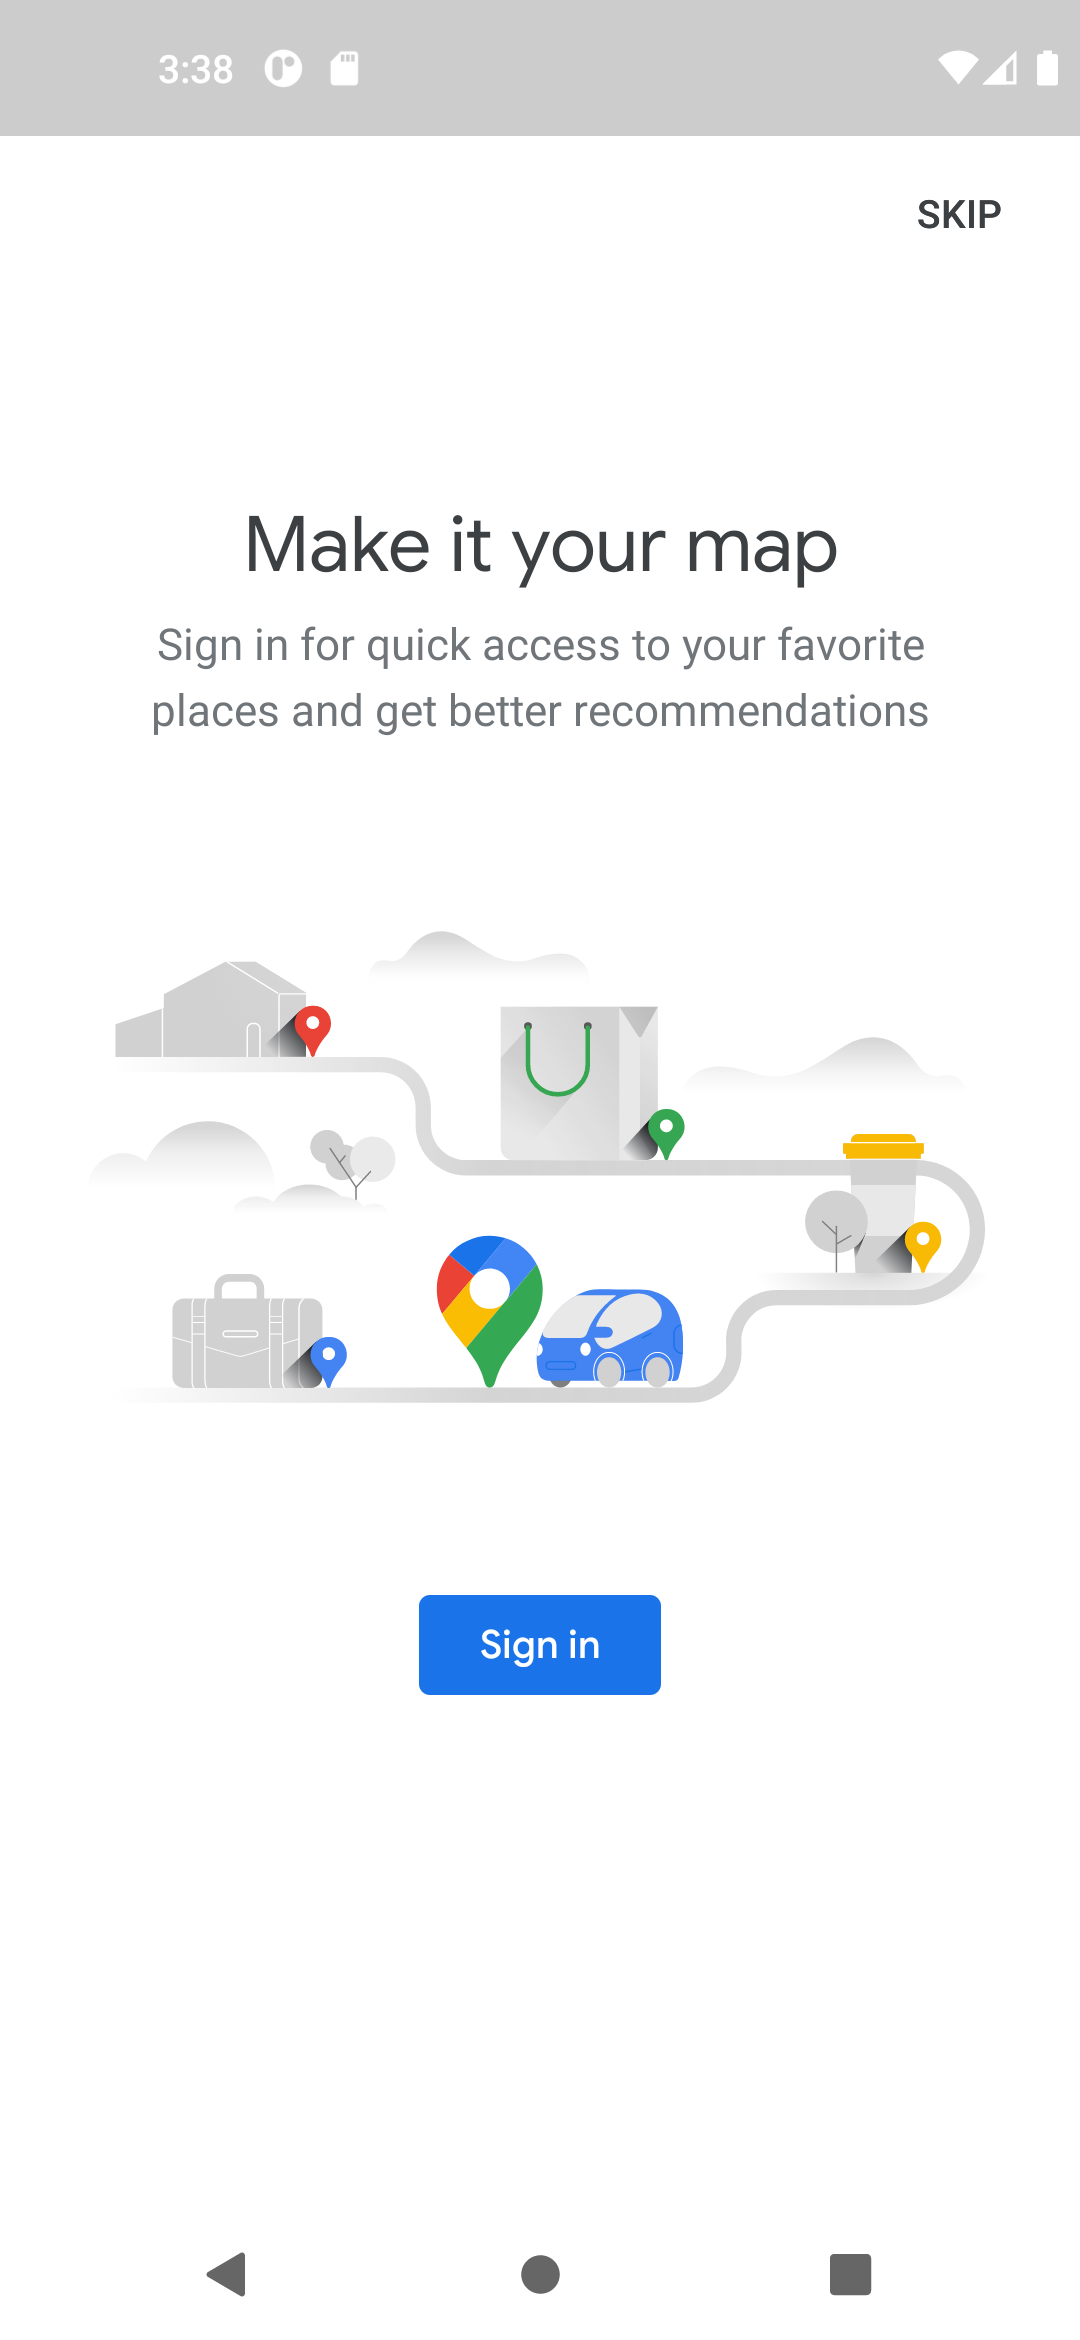 3:38
SKIP
Make it your map
Sign in for quick access to your favorite
places and get better recommendations
Sign in